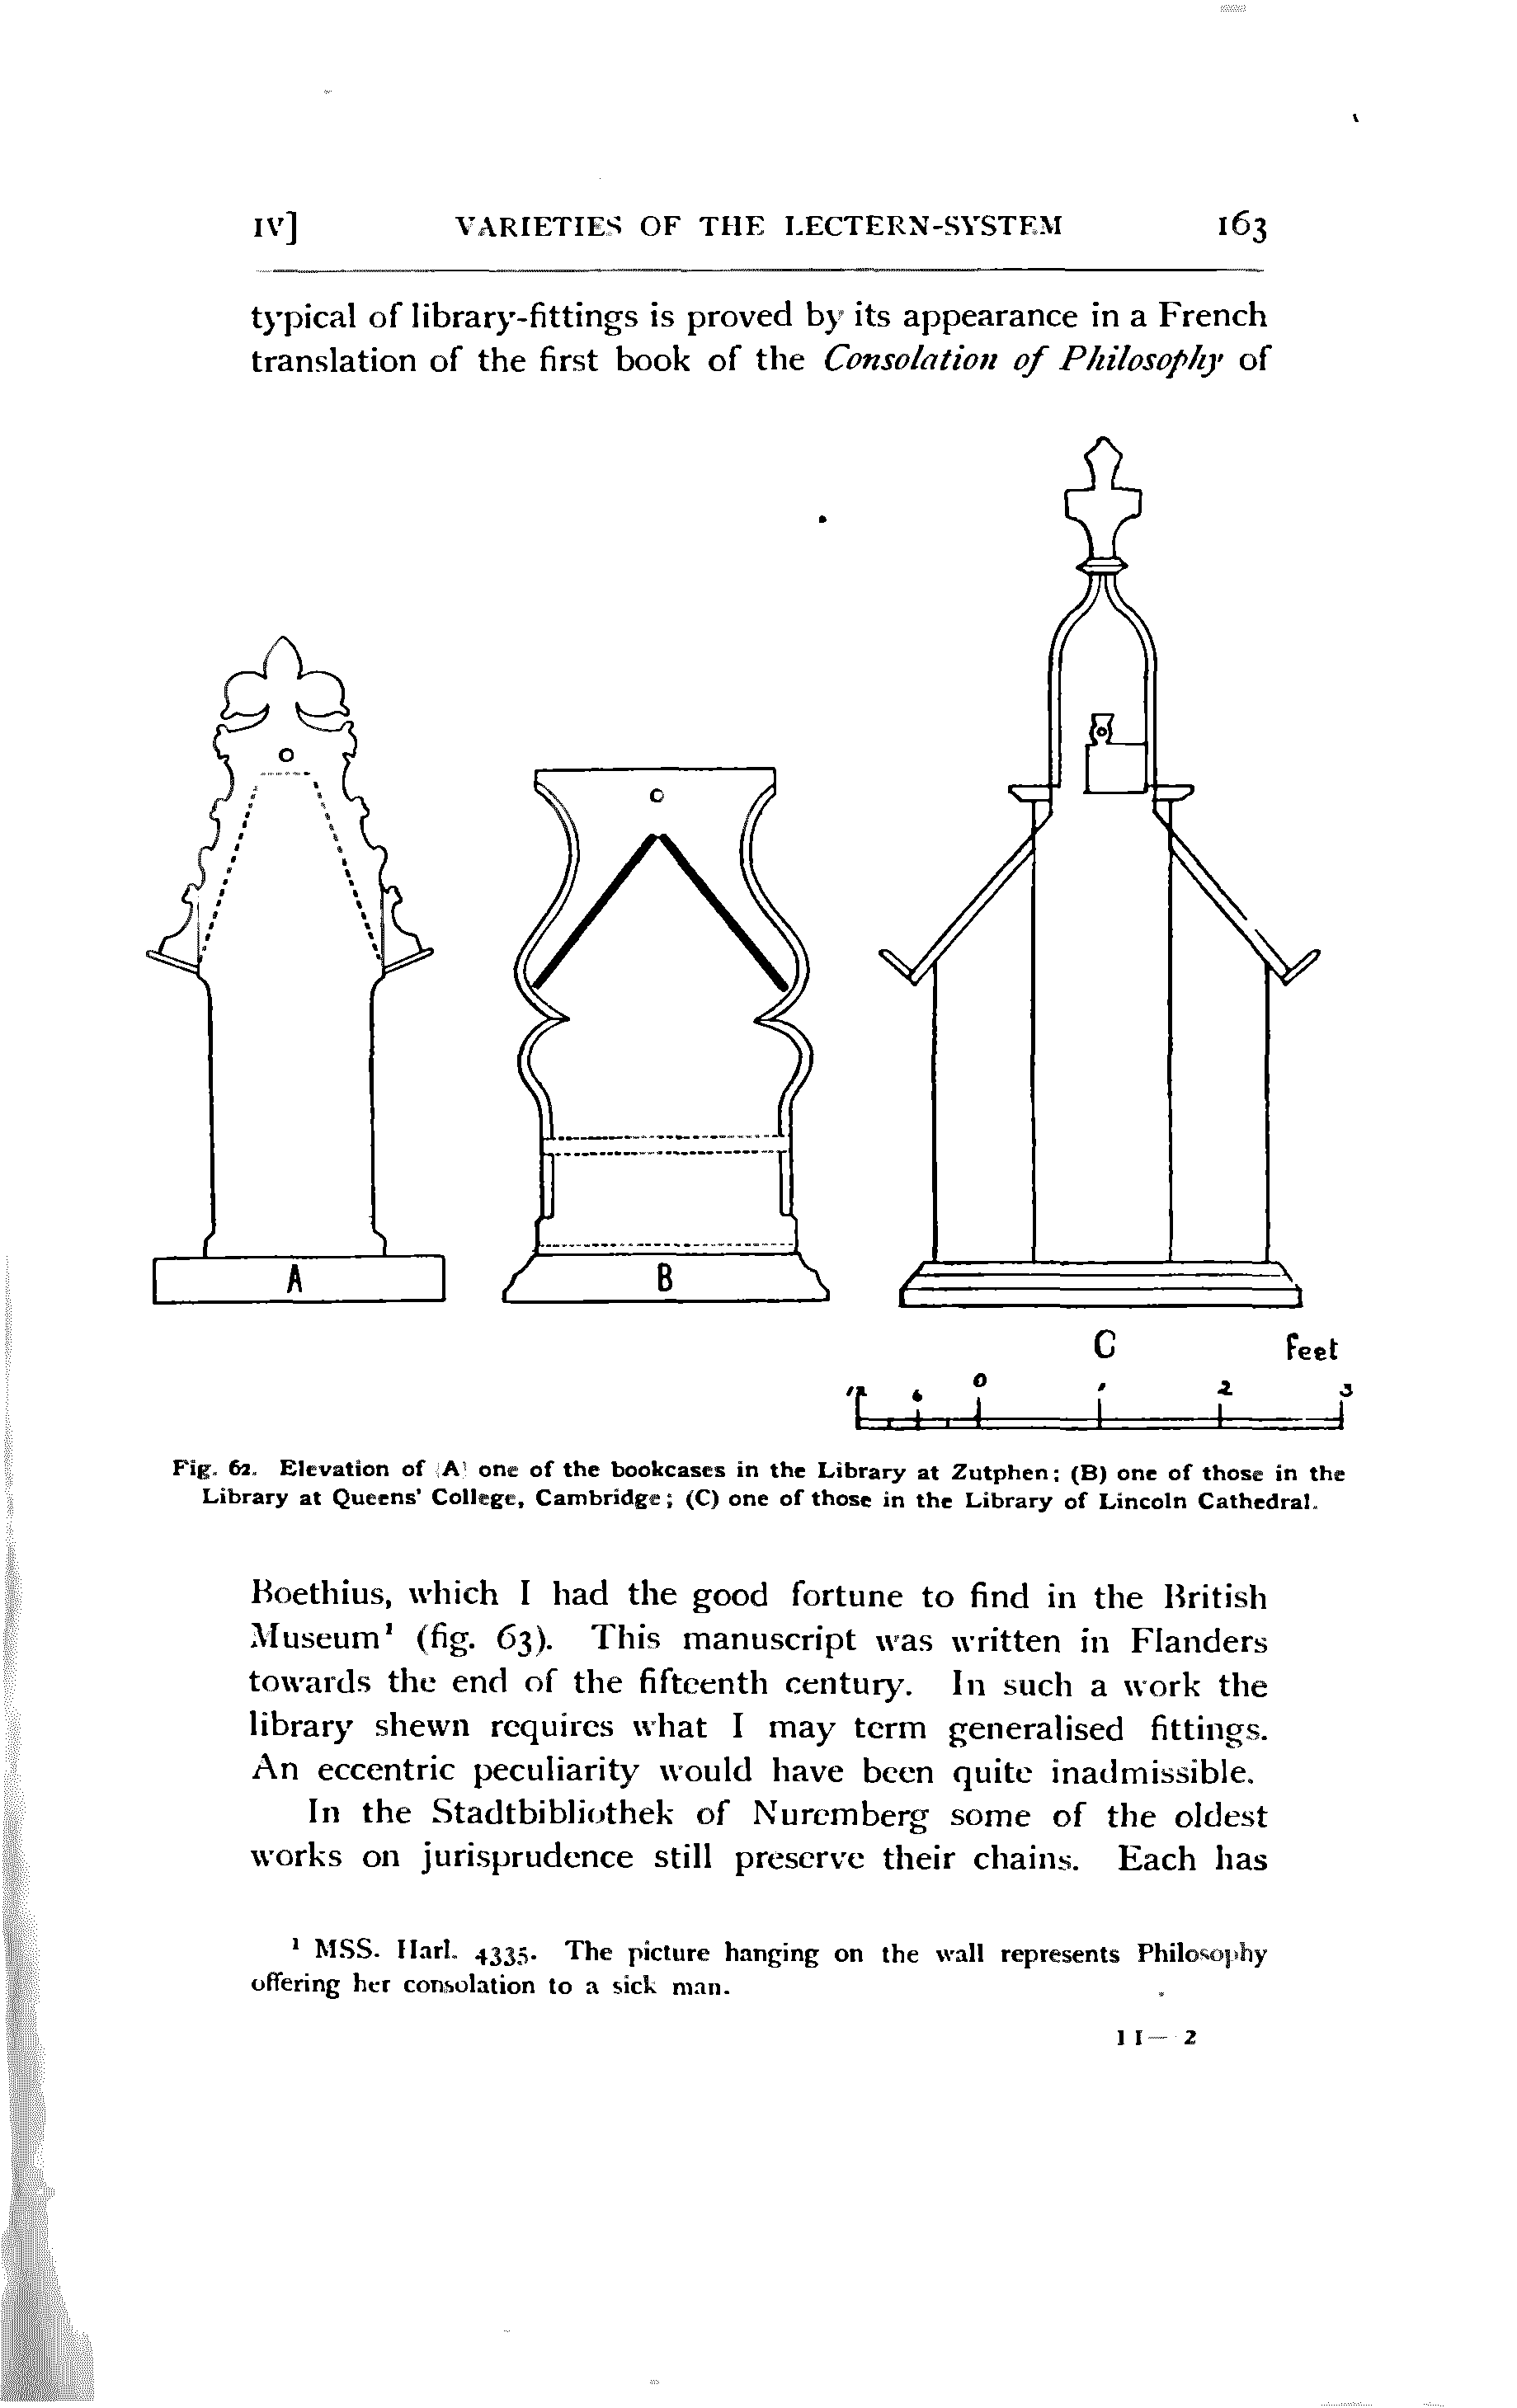 IV] VARIETIES OF THE LECTERN-SYSTEM 163
typical of library-fittings is proved by its appearance in a French
translation of the first book of the Consolation of Philosophy of
A
B
C
Feet
12 6 0 1 2 3
Fig. 62. Elevation of (A) one of the bookcases in the Library at Zutphen; (B) one of those in the
Library at Queens' College, Cambridge; (C) one of those in the Library of Lincoln Cathedral.
Boethius, which I had the good fortune to find in the British
Museum¹ (fig. 63). This manuscript was written in Flanders
towards the end of the fifteenth century. In such a work the
library shewn requires what I may term generalised fittings.
An eccentric peculiarity would have been quite inadmissible.
In the Stadtbibliothek of Nuremberg some of the oldest
works on jurisprudence still preserve their chains. Each has
¹ MSS. Harl. 4335. The picture hanging on the wall represents Philosophy
offering her consolation to a sick man.
11—2